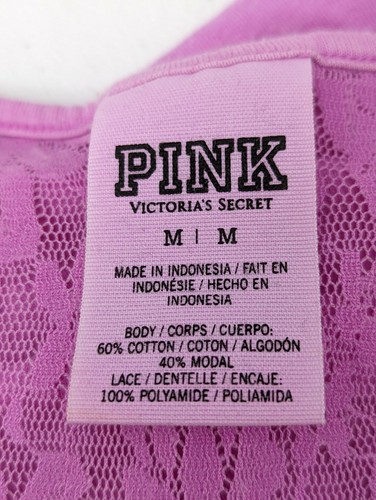 PINK
VICTORIA'S SECRET
M | M
MADE IN INDONESIA / FAIT EN
INDONÉSIE / HECHO EN
INDONESIA
BODY / CORPS / CUERPO:
60% COTTON / COTON / ALGODÓN
40% MODAL
LACE / DENTELLE / ENCAJE:
100% POLYAMIDE / POLIAMIDA